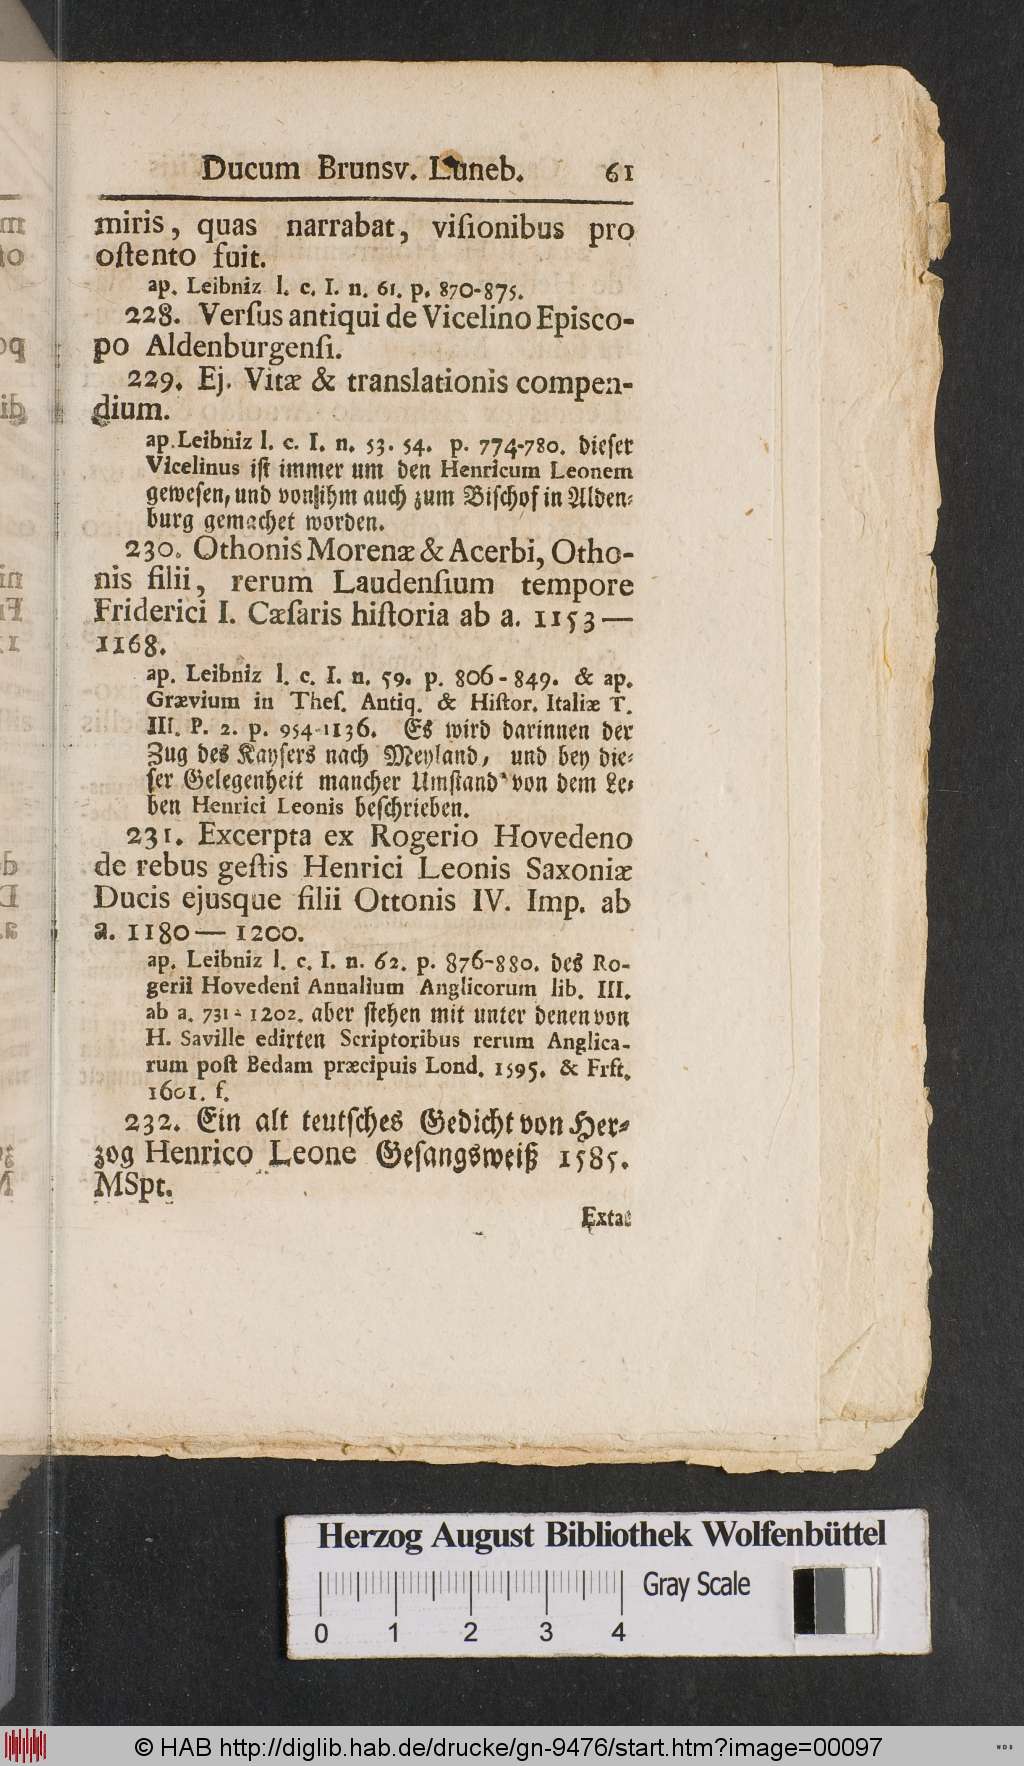 Ducum Brunsv. Luneb. 61
miris, quas narrabat, viſionibus pro
oſtento fuit.
ap. Leibniz l. c. I. n. 61. p. 870-875.
228. Verſus antiqui de Vicelino Episco-
po Aldenburgenſi.
229. Ej. Vitæ & translationis compen-
dium.
ap. Leibniz l. c. I. n. 53. 54. p. 774-780. dieſer
Vicelinus iſt immer um den Henricum Leonem
geweſen, und von ihm auch zum Biſchof in Alden-
burg gemachet worden.
230. Othonis Morenæ & Acerbi, Otho-
nis filii, rerum Laudenſium tempore
Friderici I. Cæſaris hiſtoria ab a. 1153 —
1168.
ap. Leibniz l. c. I. n. 59. p. 806-849. & ap.
Grævium in Theſ. Antiq. & Hiſtor. Italiæ T.
III. P. 2. p. 954-1136. Es wird darinnen der
Zug des Kayſers nach Meyland, und bey die-
ſer Gelegenheit mancher Umſtand von dem Le-
ben Henrici Leonis beſchrieben.
231. Excerpta ex Rogerio Hovedeno
de rebus geſtis Henrici Leonis Saxoniæ
Ducis ejusque filii Ottonis IV. Imp. ab
a. 1180 — 1200.
ap. Leibniz l. c. I. n. 62. p. 876-880. des Ro-
gerii Hovedeni Annalium Anglicorum lib. III.
ab a. 731-1202. aber ſtehen mit unter denen von
H. Saville edirten Scriptoribus rerum Anglica-
rum poſt Bedam præcipuis Lond. 1595. & Frft.
1601. f.
232. Ein alt teutſches Gedicht von Her-
zog Henrico Leone Geſangsweiß 1585.
MSpt.
Herzog August Bibliothek Wolfenbüttel
Gray Scale
0 1 2 3 4
© HAB http://diglib.hab.de/drucke/gn-9476/start.htm?image=00097